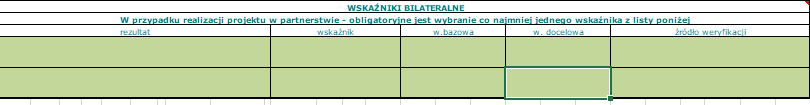 WSKAŹNIKI BILATERALNE
W przypadku realizacji projektu w partnerstwie - obligatoryjne jest wybranie co najmniej jednego wskaźnika z listy poniżej
rezultat wskaźnik w.bazowa w. docelowa źródło weryfikacji